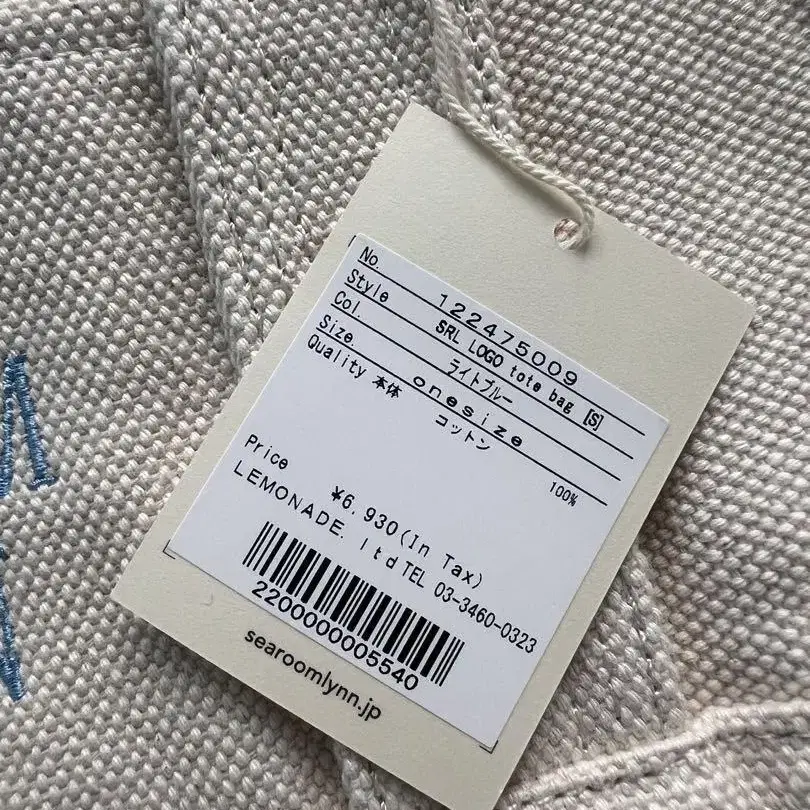 No. 122475009
Style SRL LOGO tote bag [S]
Col. ライトブルー
Size. onesize
Quality 本体 コットン 100%
Price ¥6,930(In Tax)
LEMONADE. ltd TEL 03-3460-0323
2200000005540
searoomlynn.jp